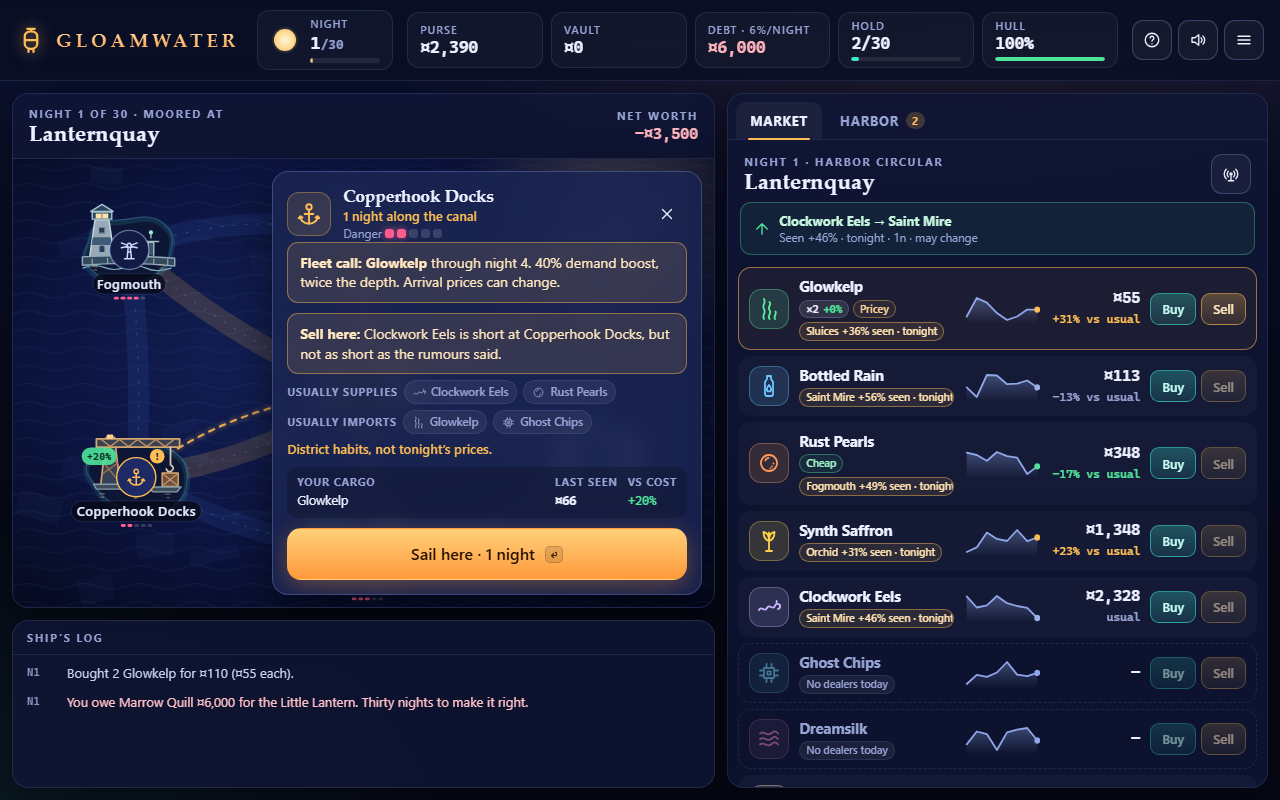 GLOAMWATER
NIGHT
1/30
PURSE
¤2,390
VAULT
¤0
DEBT · 6%/NIGHT
¤6,000
HOLD
2/30
HULL
100%
NIGHT 1 OF 30 · MOORED AT
Lanternquay
NET WORTH
−¤3,500
Fogmouth
+20%
!
Copperhook Docks
Copperhook Docks
1 night along the canal
Danger
Fleet call: Glowkelp through night 4. 40% demand boost,
twice the depth. Arrival prices can change.
Sell here: Clockwork Eels is short at Copperhook Docks, but
not as short as the rumours said.
USUALLY SUPPLIES Clockwork Eels Rust Pearls
USUALLY IMPORTS Glowkelp Ghost Chips
District habits, not tonight's prices.
YOUR CARGO LAST SEEN VS COST
Glowkelp ¤66 +20%
Sail here · 1 night ↵
SHIP'S LOG
N1 Bought 2 Glowkelp for ¤110 (¤55 each).
N1 You owe Marrow Quill ¤6,000 for the Little Lantern. Thirty nights to make it right.
MARKET HARBOR 2
NIGHT 1 · HARBOR CIRCULAR
Lanternquay
Clockwork Eels → Saint Mire
Seen +46% · tonight · 1n · may change
Glowkelp
×2 +0% Pricey
Sluices +36% seen · tonight
¤55
+31% vs usual
Buy Sell
Bottled Rain
Saint Mire +56% seen · tonight
¤113
−13% vs usual
Buy Sell
Rust Pearls
Cheap
Fogmouth +49% seen · tonight
¤348
−17% vs usual
Buy Sell
Synth Saffron
Orchid +31% seen · tonight
¤1,348
+23% vs usual
Buy Sell
Clockwork Eels
Saint Mire +46% seen · tonight
¤2,328
usual
Buy Sell
Ghost Chips
No dealers today
—
Buy Sell
Dreamsilk
No dealers today
—
Buy Sell